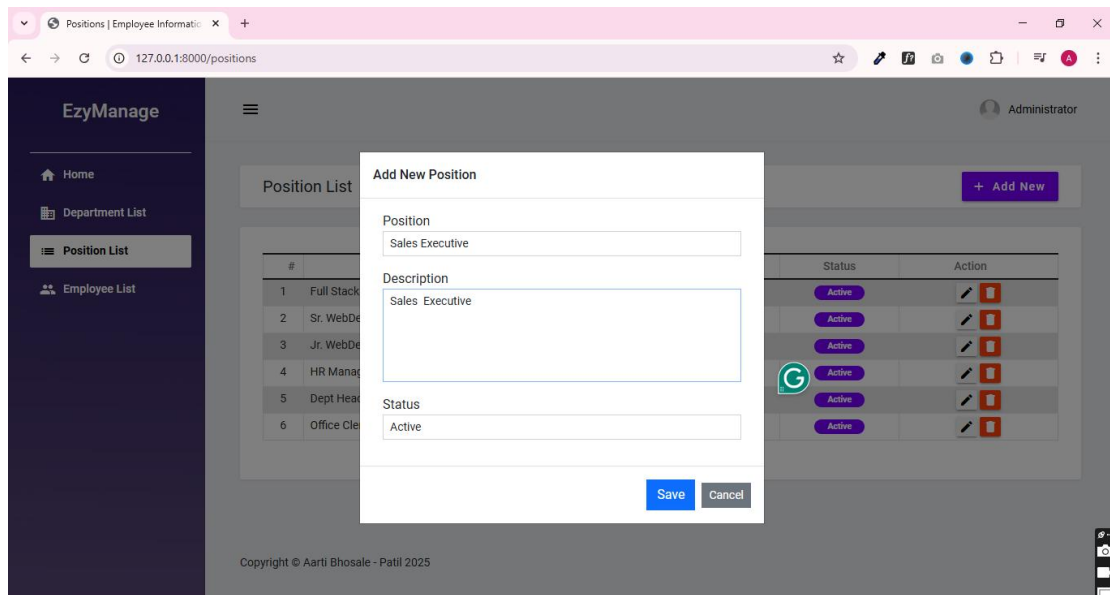 Positions | Employee Informatio
127.0.0.1:8000/positions
A
EzyManage
Administrator
Home
Department List
Position List
Employee List
Position List
+ Add New
# Status Action
1 Full Stack Active
2 Sr. WebDe Active
3 Jr. WebDe Active
4 HR Manag Active
5 Dept Head Active
6 Office Cle Active
Add New Position
Position
Sales Executive
Description
Sales Executive
Status
Active
Save Cancel
G
Copyright © Aarti Bhosale - Patil 2025